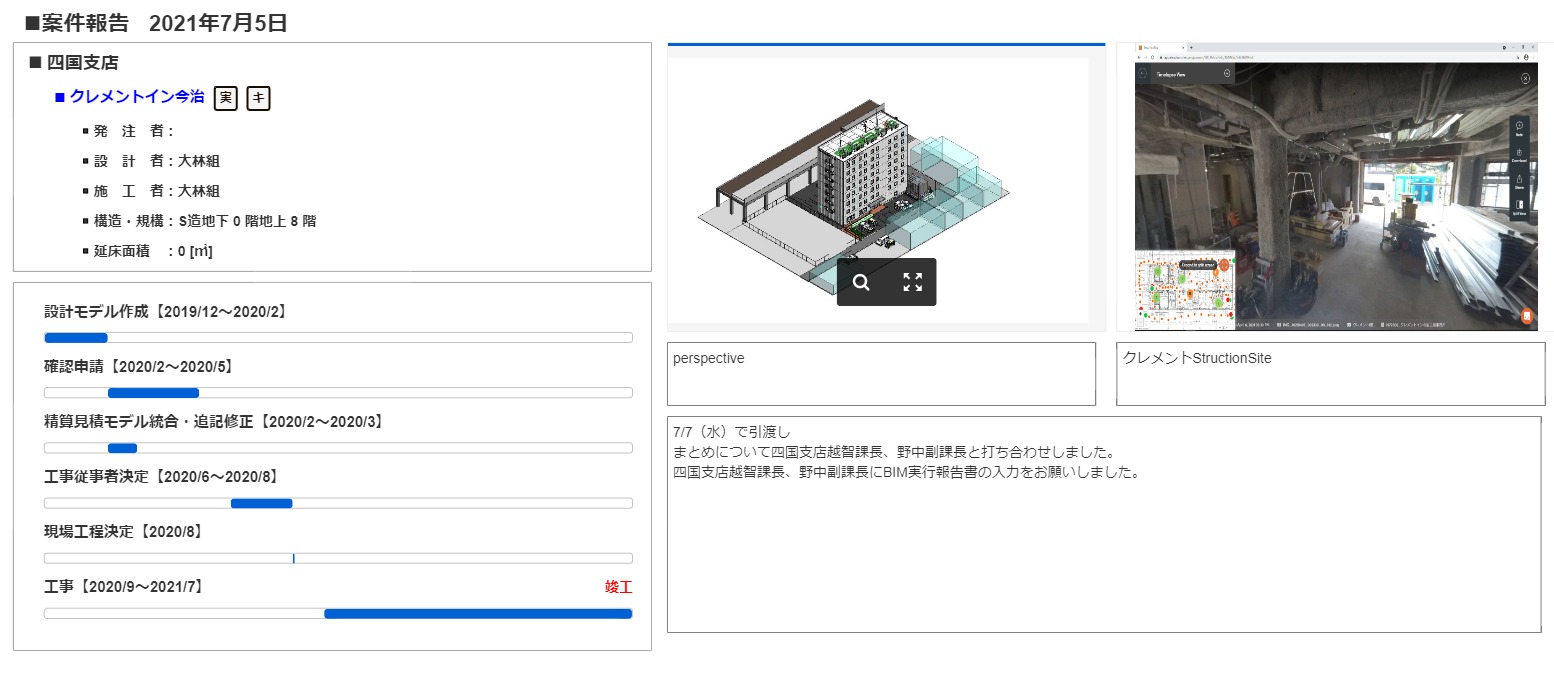 ■案件報告　2021年7月5日
■ 四国支店
■ クレメントイン今治 実 キ
▪ 発　注　者：
▪ 設　計　者：大林組
▪ 施　工　者：大林組
▪ 構造・規構：S造地下 0 階地上 8 階
▪ 延床面積　：0 [㎡]
設計モデル作成【2019/12～2020/2】
確認申請【2020/2～2020/5】
精算見積モデル統合・追記修正【2020/2～2020/3】
工事従事者決定【2020/6～2020/8】
現場工程決定【2020/8】
工事【2020/9～2021/7】 竣工
Timelapse View
Note
Download
Share
Split View
perspective
クレメントStructionSite
7/7（水）で引渡し
まとめについて四国支店越智課長、野中副課長と打ち合わせしました。
四国支店越智課長、野中副課長にBIM実行報告書の入力をお願いしました。